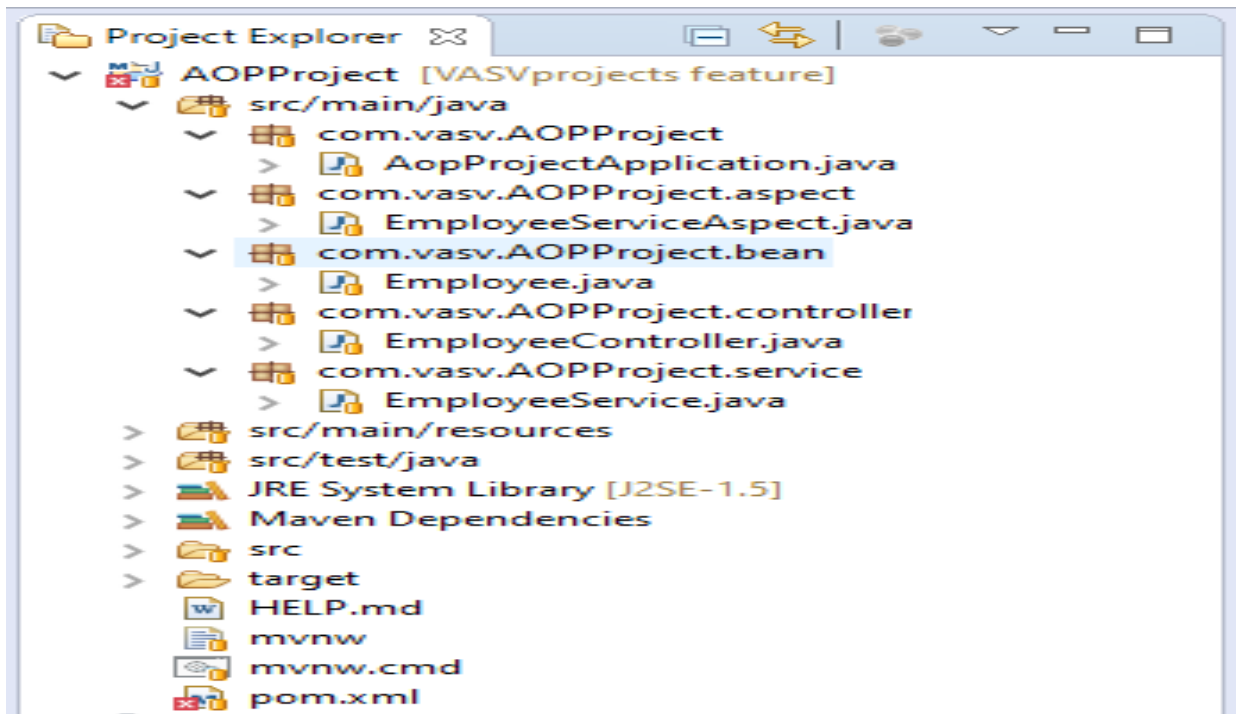 Project Explorer
AOPProject [VASVprojects feature]
src/main/java
com.vasv.AOPProject
AopProjectApplication.java
com.vasv.AOPProject.aspect
EmployeeServiceAspect.java
com.vasv.AOPProject.bean
Employee.java
com.vasv.AOPProject.controller
EmployeeController.java
com.vasv.AOPProject.service
EmployeeService.java
src/main/resources
src/test/java
JRE System Library [J2SE-1.5]
Maven Dependencies
src
target
HELP.md
mvnw
mvnw.cmd
pom.xml